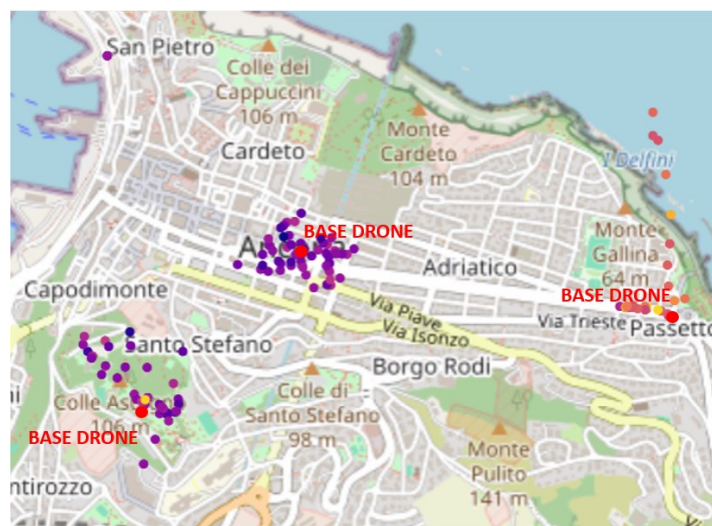 San Pietro
Colle dei
Cappuccini
106 m
Monte
Cardeto
104 m
Cardeto
I Delfini
BASE DRONE
Monte
Gallina
64 m
Adriatico
Capodimonte
BASE DRONE
Via Trieste
Passetto
Via Piave
Via Isonzo
Santo Stefano
Borgo Rodi
Colle di
Santo Stefano
98 m
Colle
106 m
BASE DRONE
Monte
Pulito
141 m
ntirozzo